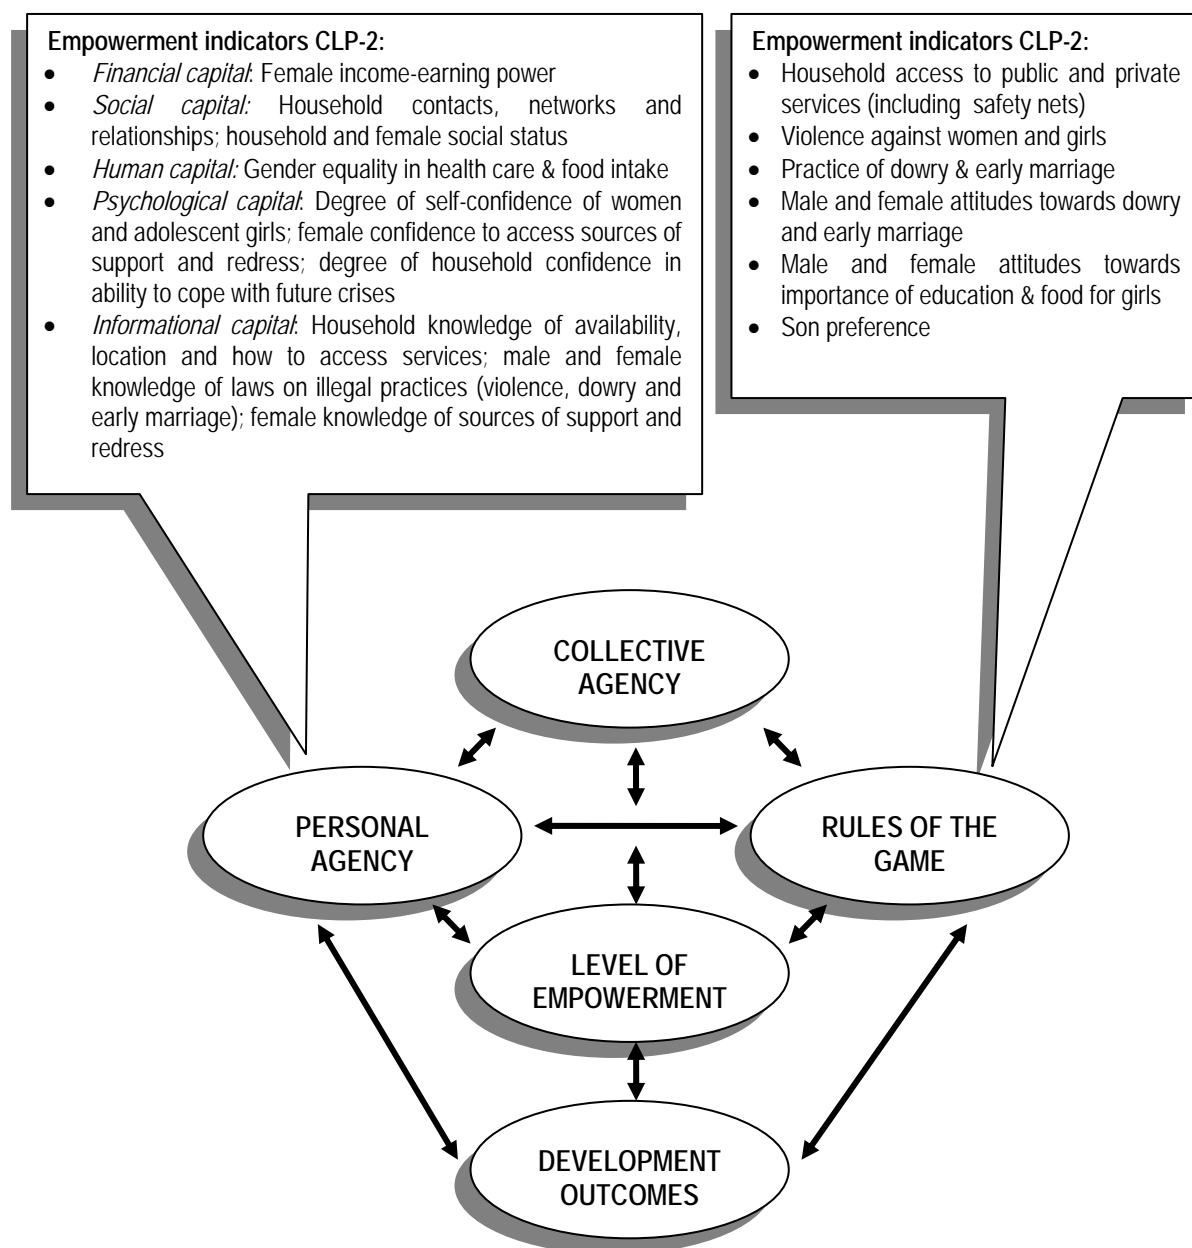 Empowerment indicators CLP-2:
• Financial capital: Female income-earning power
• Social capital: Household contacts, networks and
relationships; household and female social status
• Human capital: Gender equality in health care & food intake
• Psychological capital: Degree of self-confidence of women
and adolescent girls; female confidence to access sources of
support and redress; degree of household confidence in
ability to cope with future crises
• Informational capital: Household knowledge of availability,
location and how to access services; male and female
knowledge of laws on illegal practices (violence, dowry and
early marriage); female knowledge of sources of support and
redress
Empowerment indicators CLP-2:
• Household access to public and private
services (including safety nets)
• Violence against women and girls
• Practice of dowry & early marriage
• Male and female attitudes towards dowry
and early marriage
• Male and female attitudes towards
importance of education & food for girls
• Son preference
COLLECTIVE
AGENCY
PERSONAL
AGENCY
RULES OF THE
GAME
LEVEL OF
EMPOWERMENT
DEVELOPMENT
OUTCOMES